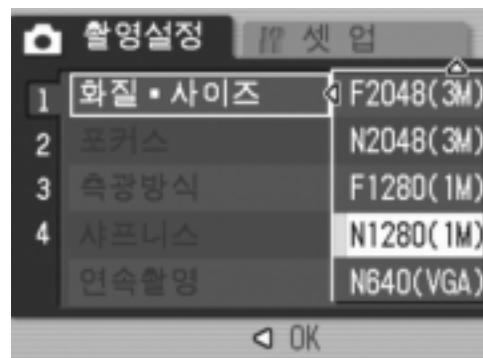 촬영설정 셋 업
1 화질▪사이즈 F2048(3M)
2 포커스 N2048(3M)
3 측광방식 F1280(1M)
4 샤프니스 N1280(1M)
연속촬영 N640(VGA)
OK